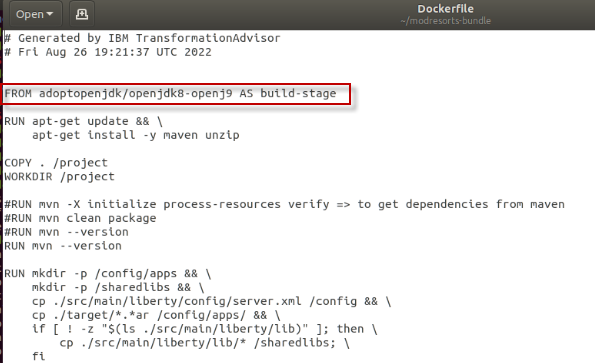 Open
Dockerfile
~/modresorts-bundle
# Generated by IBM TransformationAdvisor
# Fri Aug 26 19:21:37 UTC 2022
FROM adoptopenjdk/openjdk8-openj9 AS build-stage
RUN apt-get update && \
    apt-get install -y maven unzip
COPY . /project
WORKDIR /project
#RUN mvn -X initialize process-resources verify => to get dependencies from maven
#RUN mvn clean package
#RUN mvn --version
RUN mvn --version
RUN mkdir -p /config/apps && \
    mkdir -p /sharedlibs && \
    cp ./src/main/liberty/config/server.xml /config && \
    cp ./target/*.*ar /config/apps/ && \
    if [ ! -z "$(ls ./src/main/liberty/lib)" ]; then \
        cp ./src/main/liberty/lib/* /sharedlibs; \
    fi